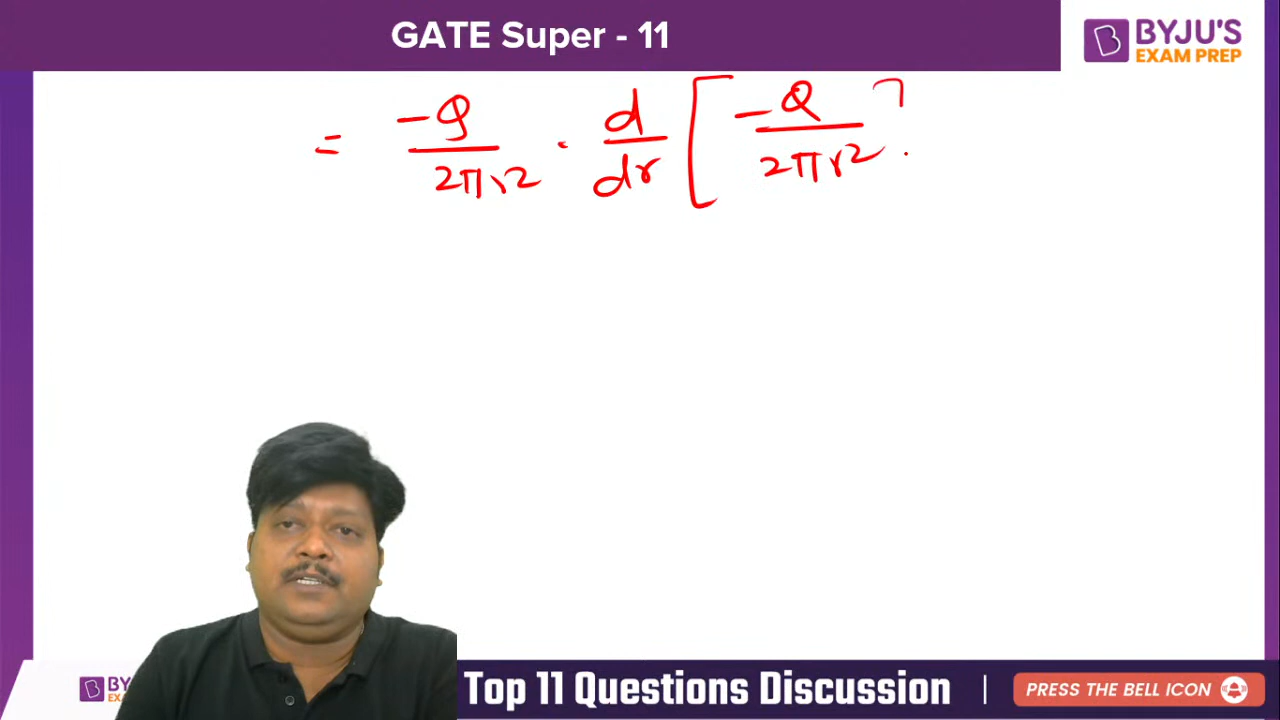 GATE Super - 11
BYJU'S
EXAM PREP
= -Q/2πr2 . d/dr [ -Q/2πr2 ]
Top 11 Questions Discussion
PRESS THE BELL ICON